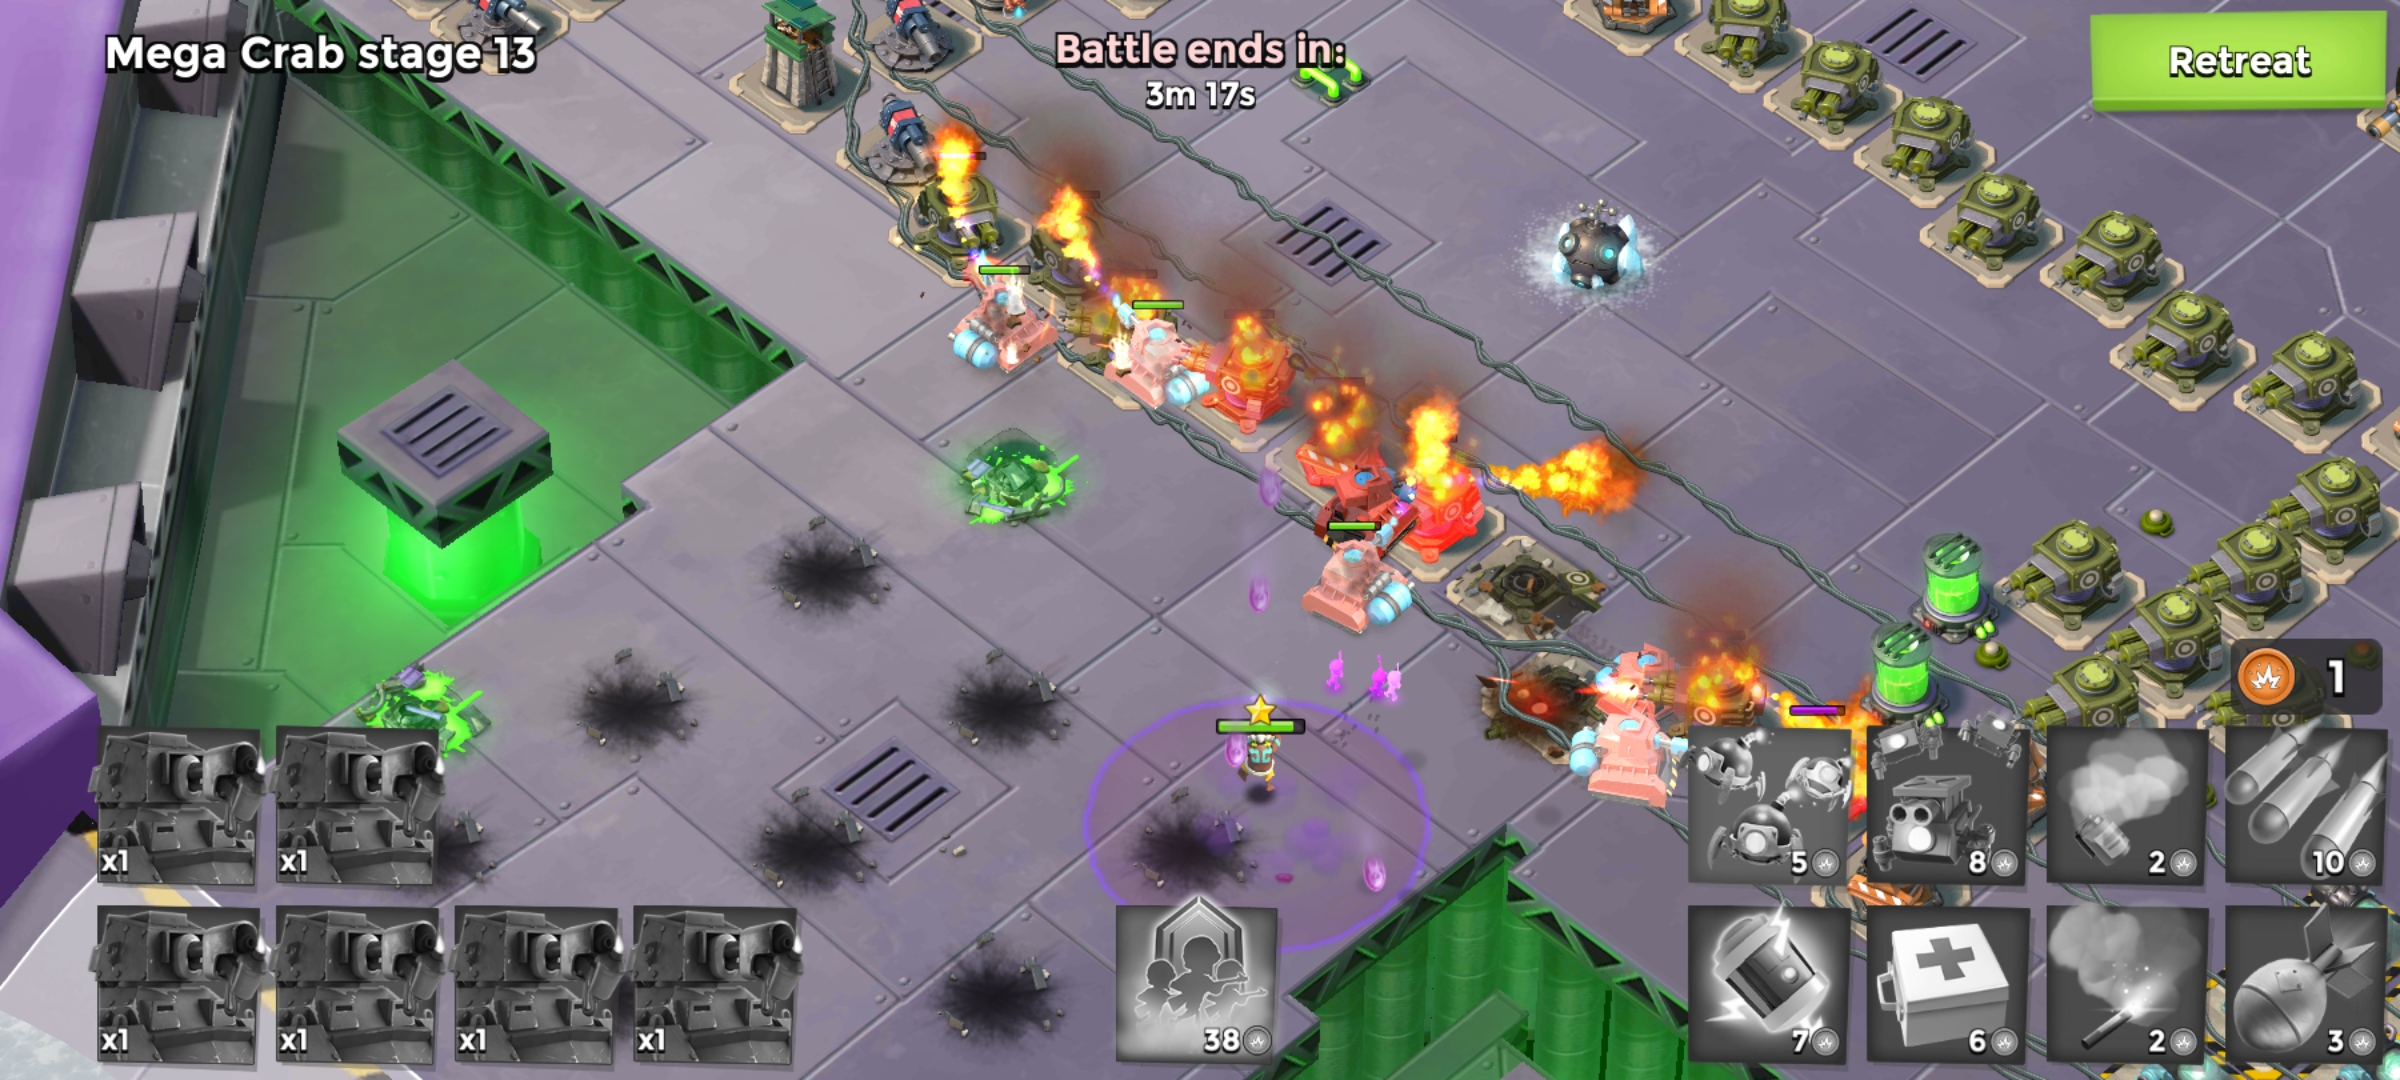 Mega Crab stage 13
Battle ends in:
3m 17s
Retreat
1
x1
x1
5
8
2
10
x1
x1
x1
x1
38
7
6
2
3